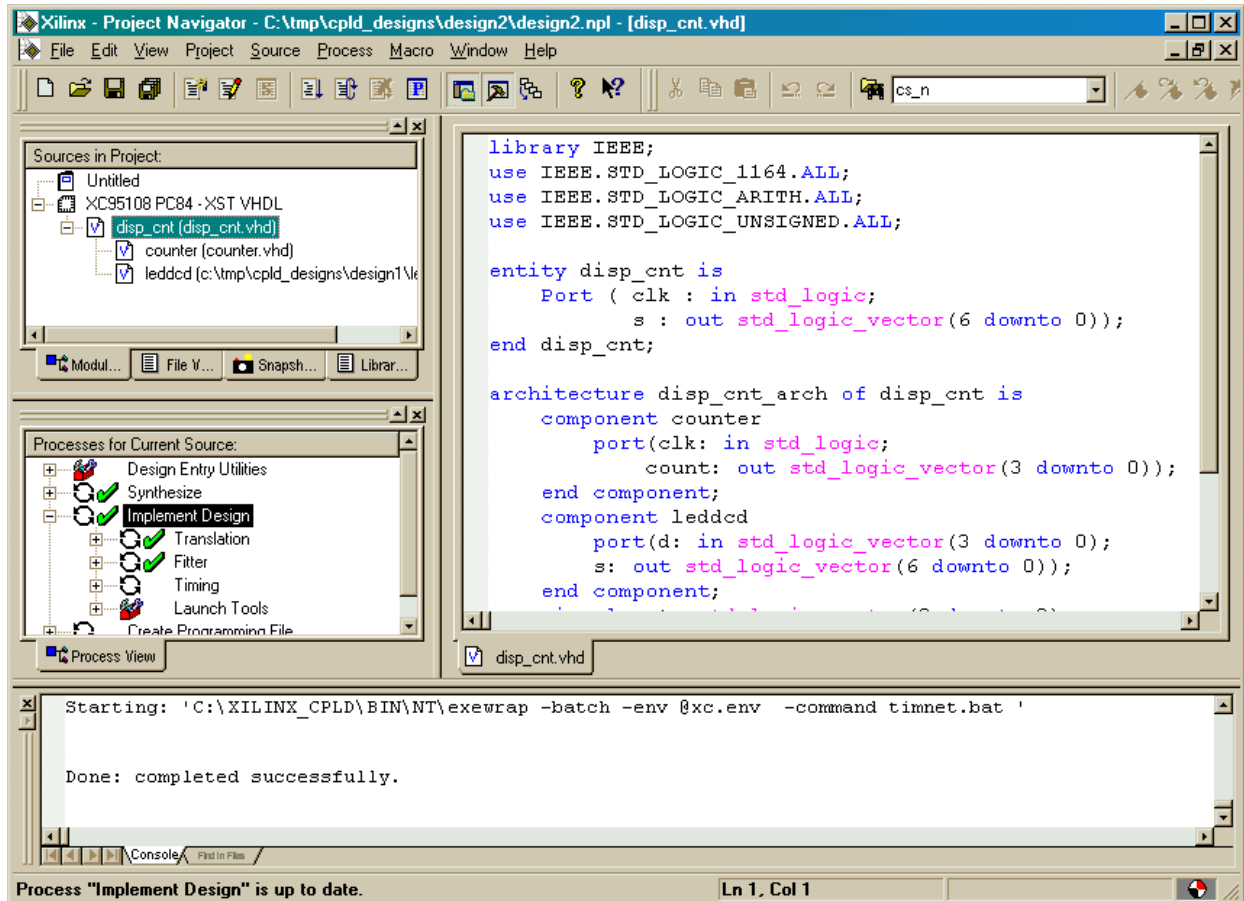 Xilinx - Project Navigator - C:\tmp\cpld_designs\design2\design2.npl - [disp_cnt.vhd]
File Edit View Project Source Process Macro Window Help
cs_n
Sources in Project:
Untitled
XC95108 PC84 - XST VHDL
disp_cnt (disp_cnt.vhd)
counter (counter.vhd)
leddcd (c:\tmp\cpld_designs\design1\le
Modul... File V... Snapsh... Librar...
Processes for Current Source:
Design Entry Utilities
Synthesize
Implement Design
Translation
Fitter
Timing
Launch Tools
Create Programming File
Process View
library IEEE;
use IEEE.STD_LOGIC_1164.ALL;
use IEEE.STD_LOGIC_ARITH.ALL;
use IEEE.STD_LOGIC_UNSIGNED.ALL;
entity disp_cnt is
Port ( clk : in std_logic;
s : out std_logic_vector(6 downto 0));
end disp_cnt;
architecture disp_cnt_arch of disp_cnt is
component counter
port(clk: in std_logic;
count: out std_logic_vector(3 downto 0));
end component;
component leddcd
port(d: in std_logic_vector(3 downto 0);
s: out std_logic_vector(6 downto 0));
end component;
disp_cnt.vhd
Starting: 'C:\XILINX_CPLD\BIN\NT\exewrap -batch -env @xc.env -command timnet.bat '
Done: completed successfully.
Console Find in Files
Process "Implement Design" is up to date. Ln 1, Col 1